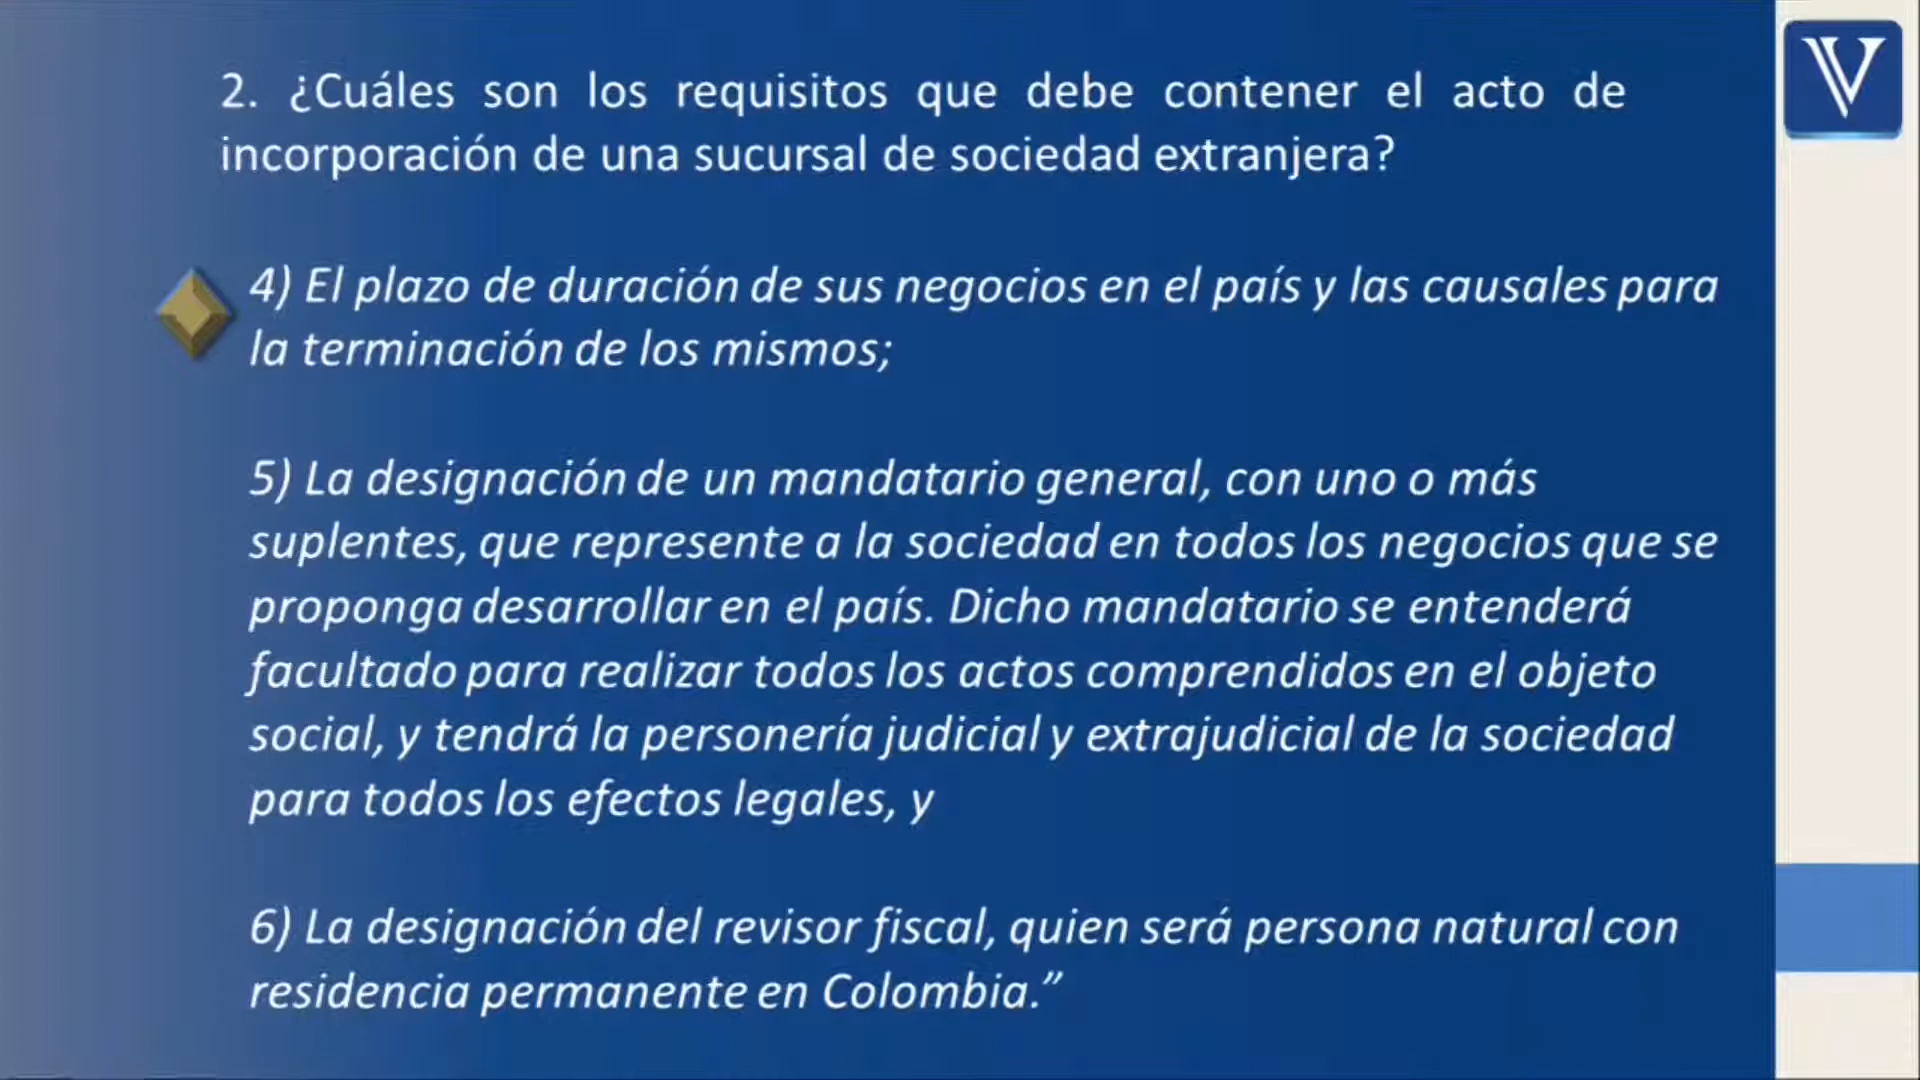 2. ¿Cuáles son los requisitos que debe contener el acto de
incorporación de una sucursal de sociedad extranjera?
4) El plazo de duración de sus negocios en el país y las causales para
la terminación de los mismos;
5) La designación de un mandatario general, con uno o más
suplentes, que represente a la sociedad en todos los negocios que se
proponga desarrollar en el país. Dicho mandatario se entenderá
facultado para realizar todos los actos comprendidos en el objeto
social, y tendrá la personería judicial y extrajudicial de la sociedad
para todos los efectos legales, y
6) La designación del revisor fiscal, quien será persona natural con
residencia permanente en Colombia.”
V